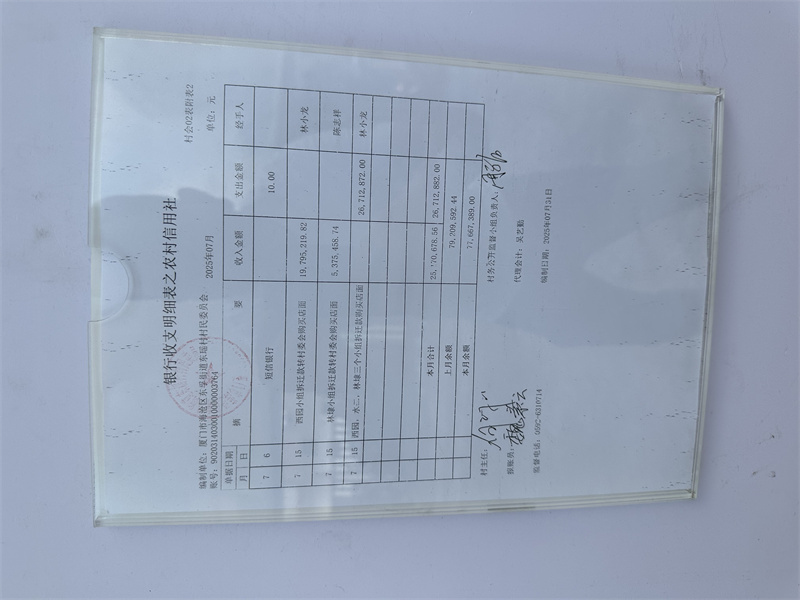 村会02表附表2
银行收支明细表之农村信用社
编制单位：厦门市海沧区东孚街道东瑶村村民委员会 2025年07月 单位：元
账号：9020314030010000003764
单据日期 摘 要 收入金额 支出金额 经手人
月 日
7 6 短信银行 10.00
7 15 西园小组拆迁款转村委会购买店面 19,795,219.82 林小龙
7 15 林埭小组拆迁款转村委会购买店面 5,375,458.74 陈志祥
7 15 西园，水二，林埭三个小组拆迁款购买店面 26,712,872.00 林小龙
本月合计 25,170,678.56 26,712,882.00
上月余额 79,209,592.44
本月余额 77,667,389.00
村主任： 村务公开监督小组负责人：
报账员： 代理会计：吴艺勤
监督电话：0592-6310714 编制日期：2025年07月31日